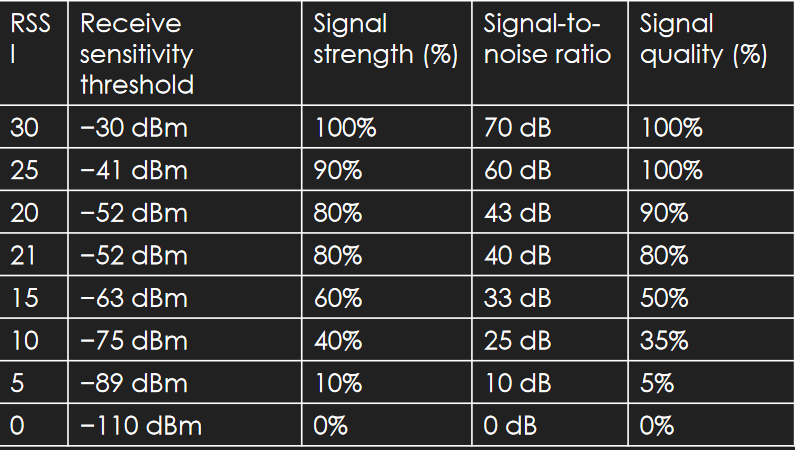 RSS Receive Signal Signal-to- Signal
I sensitivity strength (%) noise ratio quality (%)
threshold
30 −30 dBm 100% 70 dB 100%
25 −41 dBm 90% 60 dB 100%
20 −52 dBm 80% 43 dB 90%
21 −52 dBm 80% 40 dB 80%
15 −63 dBm 60% 33 dB 50%
10 −75 dBm 40% 25 dB 35%
5 −89 dBm 10% 10 dB 5%
0 −110 dBm 0% 0 dB 0%